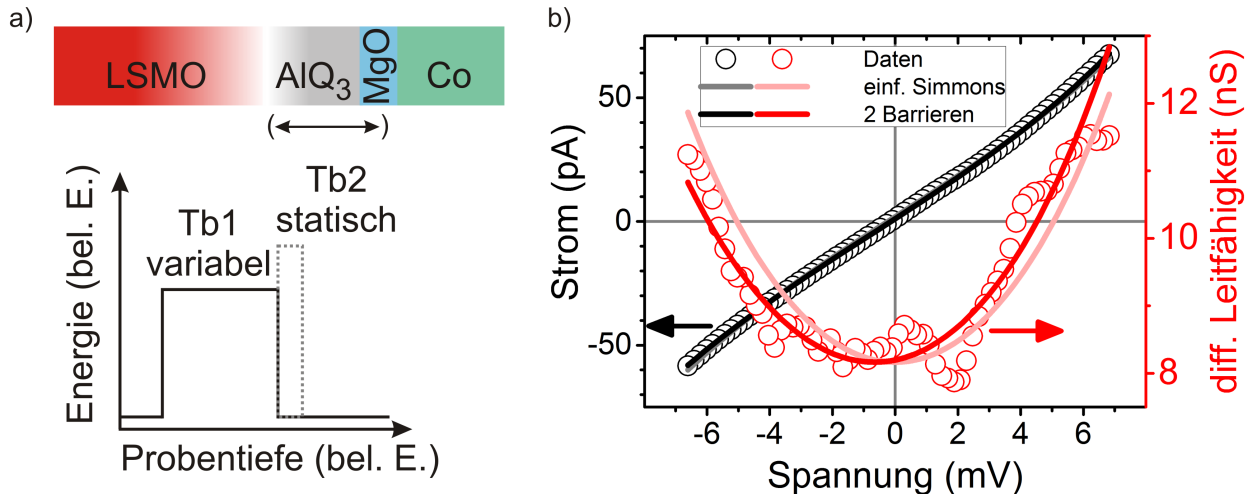 a)
LSMO
AlQ3
MgO
Co
( )
Tb2
statisch
Tb1
variabel
Energie (bel. E.)
Probentiefe (bel. E.)
b)
Daten
einf. Simmons
2 Barrieren
Strom (pA)
50
0
-50
-6 -4 -2 0 2 4 6
Spannung (mV)
12
10
8
diff. Leitfähigkeit (nS)